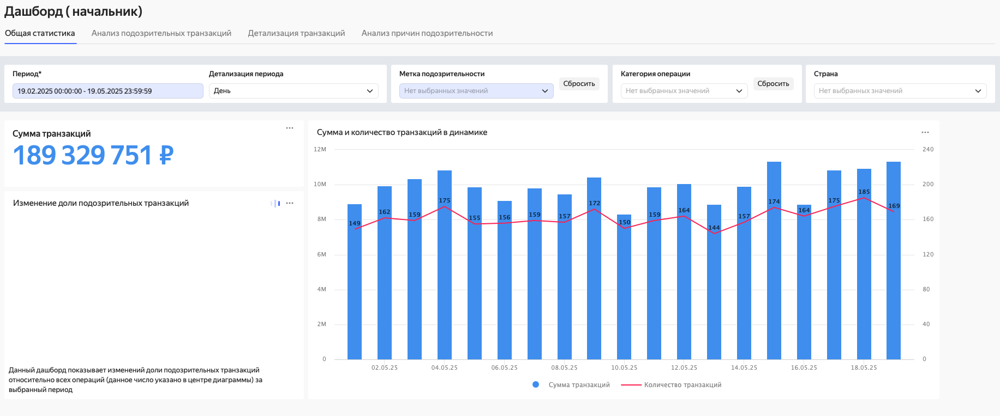 Дашборд ( начальник)
Общая статистика Анализ подозрительных транзакций Детализация транзакций Анализ причин подозрительности
Период* Детализация периода Метка подозрительности Категория операции Страна
19.02.2025 00:00:00 - 19.05.2025 23:59:59 День Нет выбранных значений Сбросить Нет выбранных значений Сбросить Нет выбранных значений
Сумма транзакций
189 329 751 ₽
Изменение доли подозрительных транзакций
Данный дашборд показывает изменений доли подозрительных транзакций
относительно всех операций (данное число указано в центре диаграммы) за
выбранный период
Сумма и количество транзакций в динамике
12M 240
10M 200
8M 160
6M 120
4M 80
2M 40
0 0
149 162 159 175 155 156 159 157 172 150 159 164 144 157 174 164 175 185 169
02.05.25 04.05.25 06.05.25 08.05.25 10.05.25 12.05.25 14.05.25 16.05.25 18.05.25
Сумма транзакций Количество транзакций